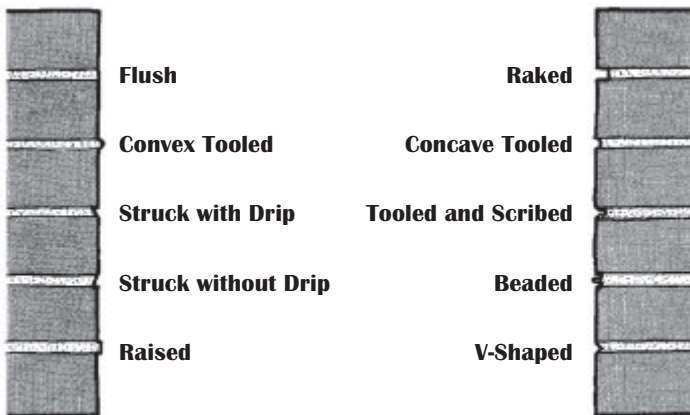 Flush
Raked
Convex Tooled
Concave Tooled
Struck with Drip
Tooled and Scribed
Struck without Drip
Beaded
Raised
V-Shaped